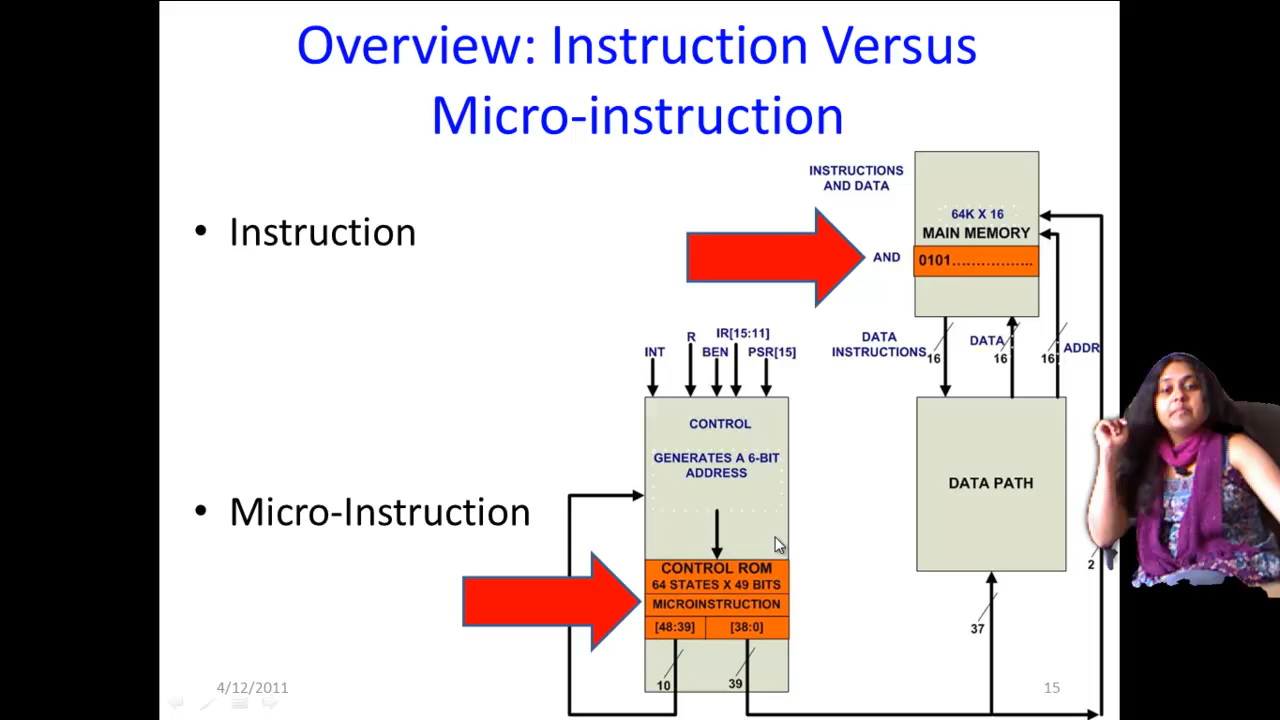 Overview: Instruction Versus
Micro-instruction
• Instruction
• Micro-Instruction
INSTRUCTIONS
AND DATA
64K X 16
MAIN MEMORY
AND
0101................
DATA
INSTRUCTIONS
16
DATA
16
16
ADDR
INT
R
BEN
IR[15:11]
PSR[15]
CONTROL
GENERATES A 6-BIT
ADDRESS
CONTROL ROM
64 STATES X 49 BITS
MICROINSTRUCTION
[48:39]
[38:0]
10
39
DATA PATH
37
2
4/12/2011
15